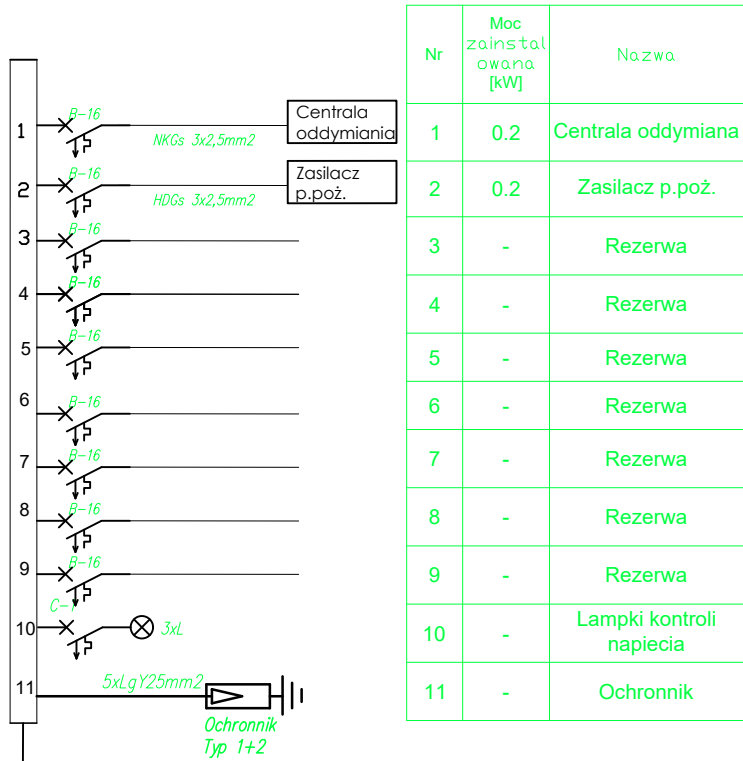 1
B-16
NKGs 3x2,5mm2
Centrala
oddymiania
2
B-16
HDGs 3x2,5mm2
Zasilacz
p.poż.
3
B-16
4
B-16
5
B-16
6
B-16
7
B-16
8
B-16
9
B-16
10
3xL
11
5xLgY25mm2
Ochronnik
Typ 1+2
Nr
Moc
zainstal
owana
[kW]
Nazwa
1 0.2 Centrala oddymiana
2 0.2 Zasilacz p.poż.
3 - Rezerwa
4 - Rezerwa
5 - Rezerwa
6 - Rezerwa
7 - Rezerwa
8 - Rezerwa
9 - Rezerwa
10 - Lampki kontroli
napiecia
11 - Ochronnik